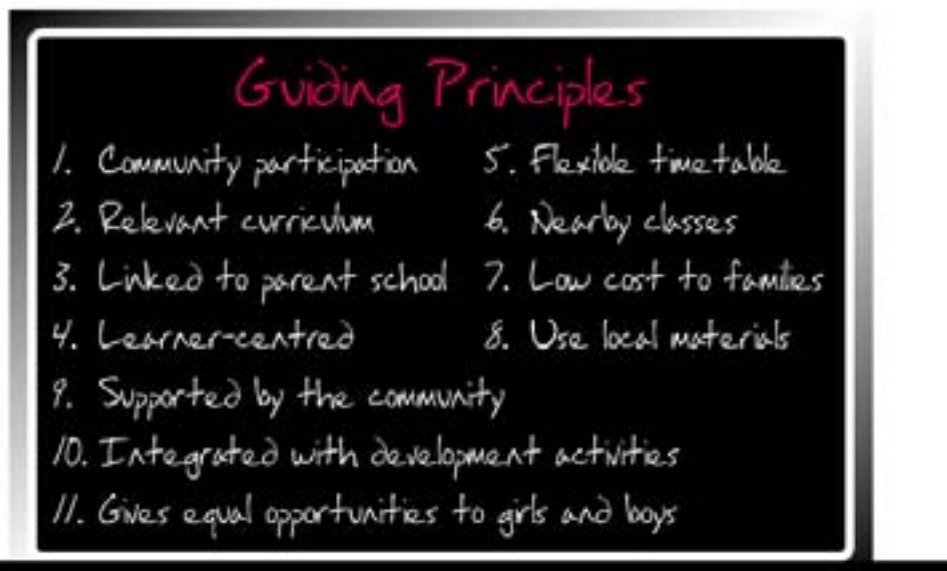 Guiding Principles
1. Community participation
2. Relevant curriculum
3. Linked to parent school
4. Learner-centred
5. Flexible timetable
6. Nearby classes
7. Low cost to families
8. Use local materials
9. Supported by the community
10. Integrated with development activities
11. Gives equal opportunities to girls and boys